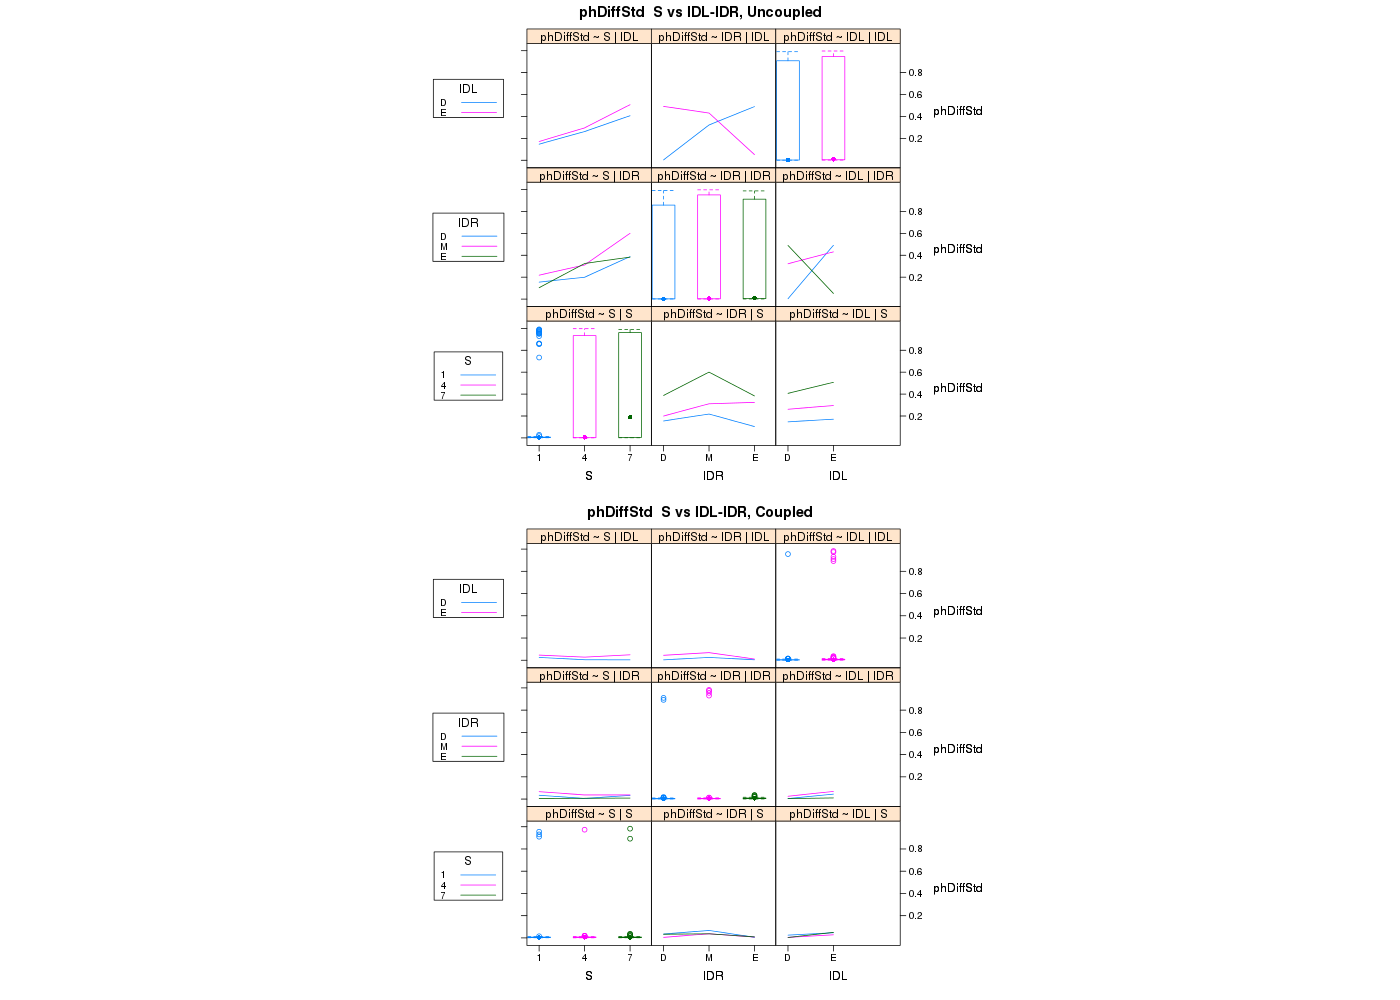 phDiffStd  S vs IDL-IDR, Uncoupled
phDiffStd ~ S | IDL
phDiffStd ~ IDR | IDL
phDiffStd ~ IDL | IDL
IDL
D
E
0.8
0.6
0.4
0.2
phDiffStd
phDiffStd ~ S | IDR
phDiffStd ~ IDR | IDR
phDiffStd ~ IDL | IDR
IDR
D
M
E
0.8
0.6
0.4
0.2
phDiffStd
phDiffStd ~ S | S
phDiffStd ~ IDR | S
phDiffStd ~ IDL | S
S
1
4
7
0.8
0.6
0.4
0.2
phDiffStd
1 4 7
D M E
D E
S
IDR
IDL
phDiffStd  S vs IDL-IDR, Coupled
phDiffStd ~ S | IDL
phDiffStd ~ IDR | IDL
phDiffStd ~ IDL | IDL
IDL
D
E
0.8
0.6
0.4
0.2
phDiffStd
phDiffStd ~ S | IDR
phDiffStd ~ IDR | IDR
phDiffStd ~ IDL | IDR
IDR
D
M
E
0.8
0.6
0.4
0.2
phDiffStd
phDiffStd ~ S | S
phDiffStd ~ IDR | S
phDiffStd ~ IDL | S
S
1
4
7
0.8
0.6
0.4
0.2
phDiffStd
1 4 7
D M E
D E
S
IDR
IDL